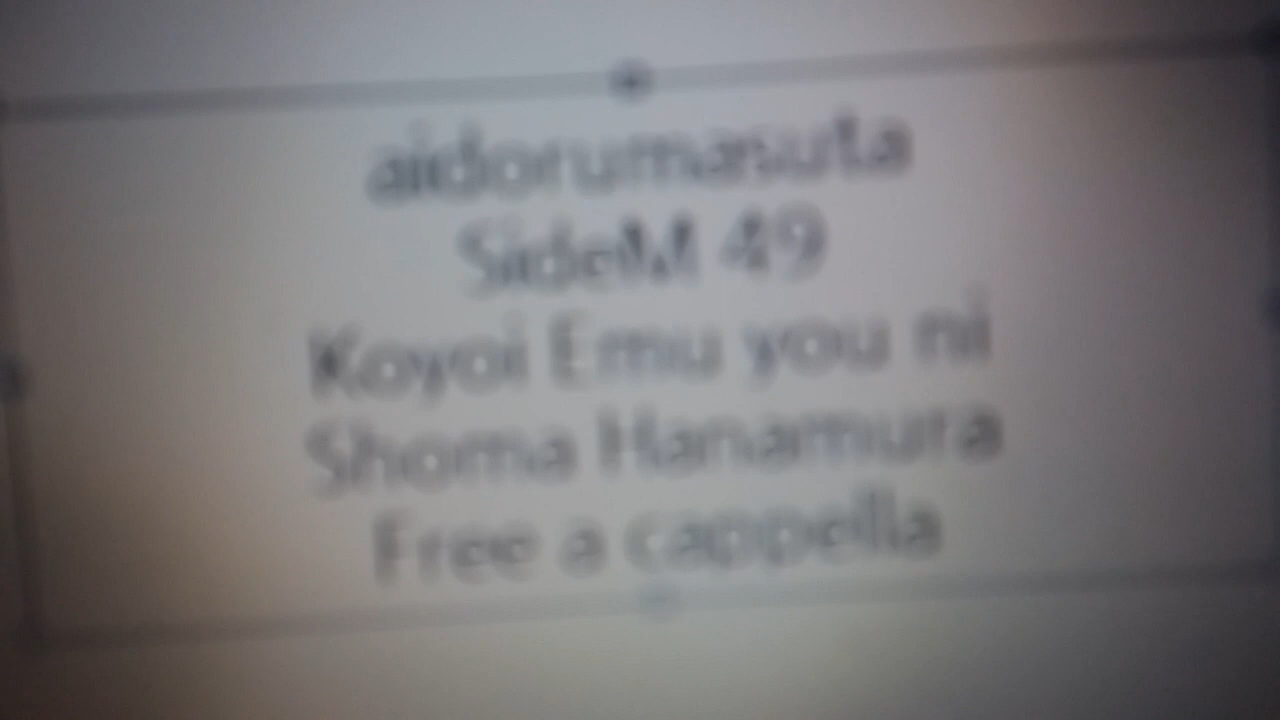 aidorumasuta
SideM 49
Koyoi Emu you ni
Shoma Hanamura
Free a cappella